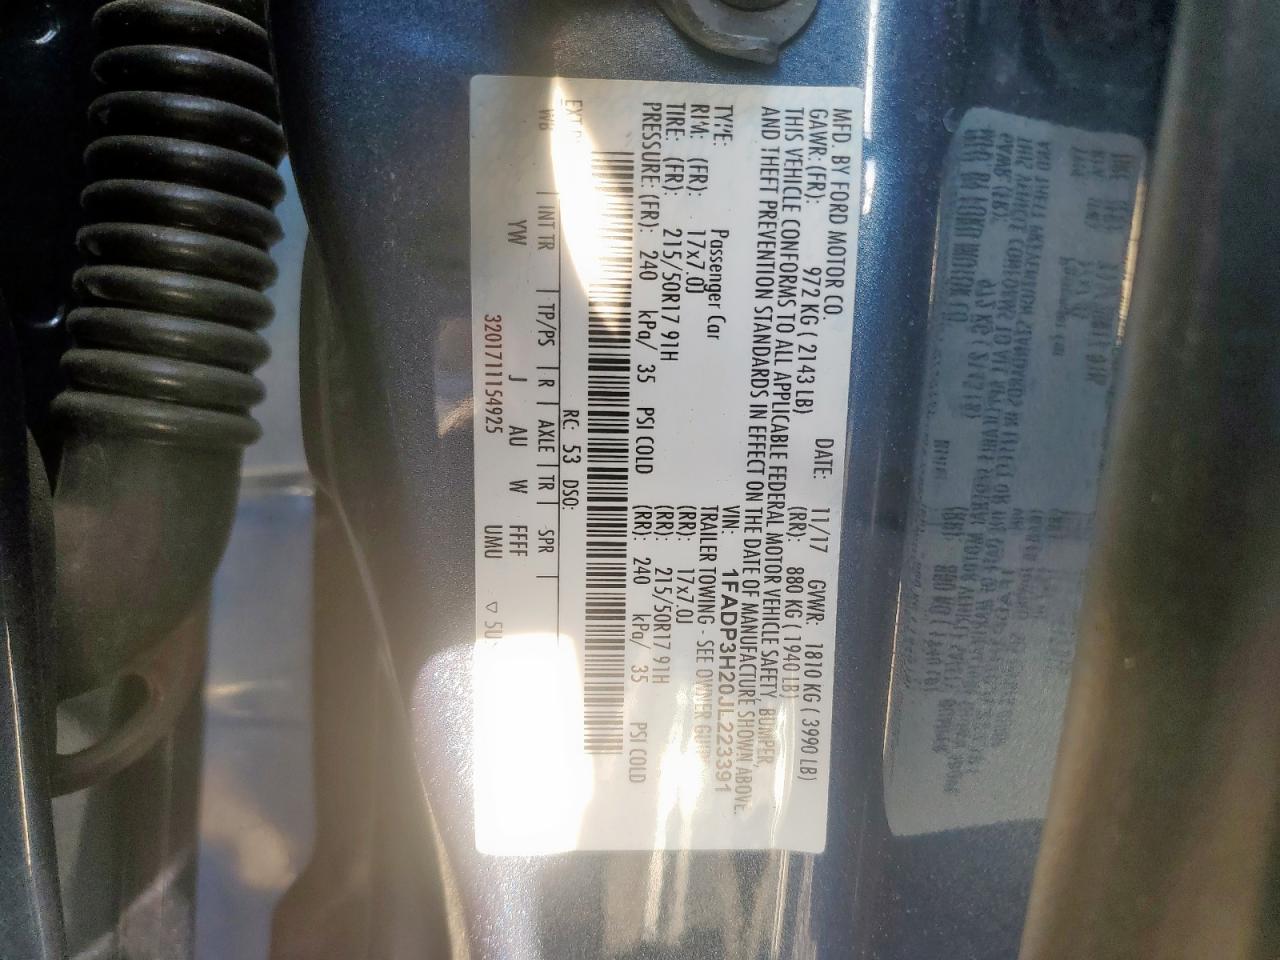 MFD. BY FORD MOTOR CO. DATE: 11/17 GVWR: 1810 KG ( 3990 LB)
GAWR: (FR): 972 KG ( 2143 LB) (RR): 880 KG ( 1940 LB)
THIS VEHICLE CONFORMS TO ALL APPLICABLE FEDERAL MOTOR VEHICLE SAFETY, BUMPER,
AND THEFT PREVENTION STANDARDS IN EFFECT ON THE DATE OF MANUFACTURE SHOWN ABOVE.
VIN: 1FADP3H20JL223391
TYPE: Passenger Car TRAILER TOWING - SEE OWNER GUIDE
RIM: (FR): 17x7.0J (RR): 17x7.0J
TIRE: (FR): 215/50R17 91H (RR): 215/50R17 91H
PRESSURE: (FR): 240 kPa/ 35 PSI COLD (RR): 240 kPa/ 35 PSI COLD
RC: 53 DSO:
WB INT TR TP/PS R AXLE TR SPR
YW J AU W FFFF
320171154925 UMU